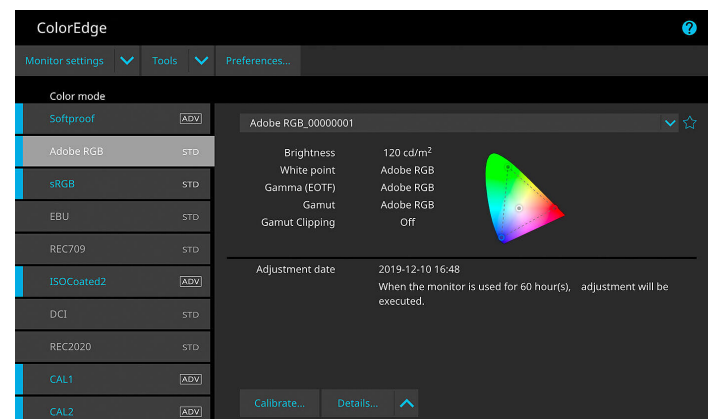 ColorEdge
Monitor settings Tools Preferences...
Color mode
Softproof ADV
Adobe RGB STD
sRGB STD
EBU STD
REC709 STD
ISOCoated2 ADV
DCI STD
REC2020 STD
CAL1 ADV
CAL2 ADV
Adobe RGB_00000001
Brightness 120 cd/m²
White point Adobe RGB
Gamma (EOTF) Adobe RGB
Gamut Adobe RGB
Gamut Clipping Off
Adjustment date 2019-12-10 16:48
When the monitor is used for 60 hour(s), adjustment will be
executed.
Calibrate... Details...